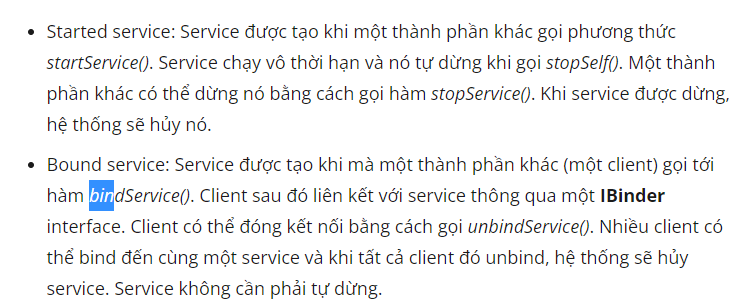 Started service: Service được tạo khi một thành phần khác gọi phương thức
startService(). Service chạy vô thời hạn và nó tự dừng khi gọi stopSelf(). Một thành
phần khác có thể dừng nó bằng cách gọi hàm stopService(). Khi service được dừng,
hệ thống sẽ hủy nó.
Bound service: Service được tạo khi mà một thành phần khác (một client) gọi tới
hàm bindService(). Client sau đó liên kết với service thông qua một IBinder
interface. Client có thể đóng kết nối bằng cách gọi unbindService(). Nhiều client có
thể bind đến cùng một service và khi tất cả client đó unbind, hệ thống sẽ hủy
service. Service không cần phải tự dừng.